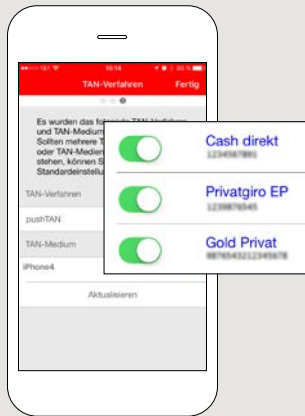 10:14
TAN-Verfahren
Fertig
Es wurden das folgende TAN-Verfahren
und TAN-Medium
Sollten mehrere T
oder TAN-Medien
stehen, können S
Standardeinstellu
TAN-Verfahren
pushTAN
TAN-Medium
iPhone4
Aktualisieren
Cash direkt
1234567891
Privatgiro EP
1239876545
Gold Privat
9876543212345678